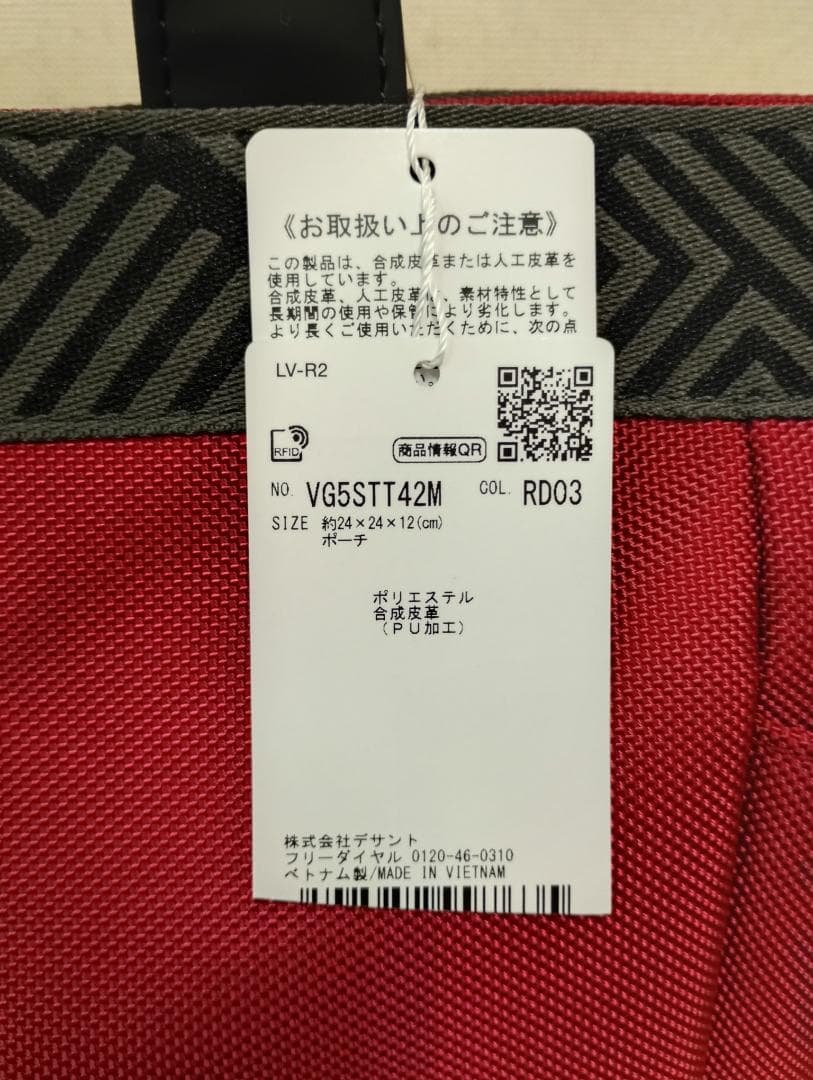 《お取扱い上のご注意》
この製品は、合成皮革または人工皮革を
使用しています。
合成皮革、人工皮革は、素材特性として
長期間の使用や保管により劣化します。
より長くご使用いただくために、次の点
LV-R2
い。
RFID
商品情報QR
NO. VG5STT42M COL. RD03
SIZE 約24×24×12(cm)
ポーチ
ポリエステル
合成皮革
(PU加工)
株式会社デサント
フリーダイヤル 0120-46-0310
ベトナム製/MADE IN VIETNAM